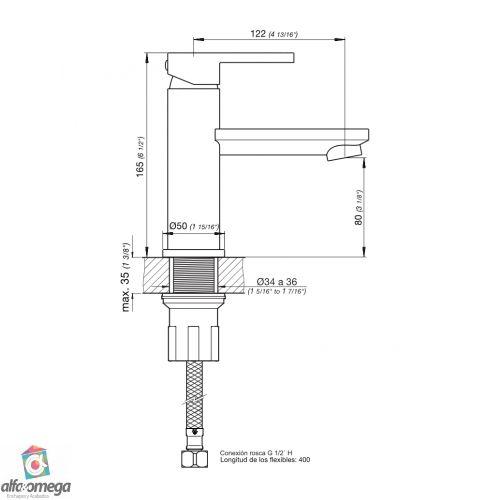 122 (4 13/16")
165 (6 1/2")
80 (3 1/8")
Ø50 (1 15/16")
max. 35 (1 3/8")
Ø34 a 36
(1 5/16" to 1 7/16")
Conexión rosca G 1/2" H
Longitud de los flexibles: 400
alfa omega
Enchapes y Acabados